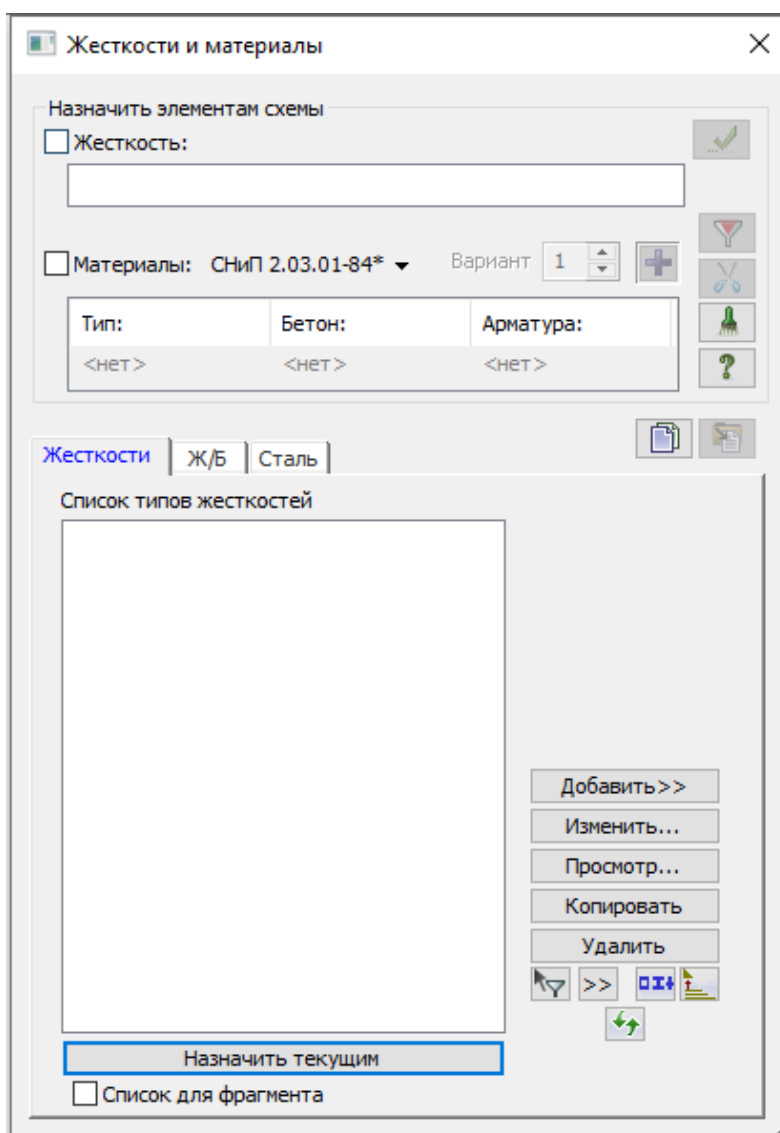 Жесткости и материалы
Назначить элементам схемы
Жесткость:
Материалы: СНиП 2.03.01-84* Вариант 1
Тип: Бетон: Арматура:
<нет> <нет> <нет>
Жесткости Ж/Б Сталь
Список типов жесткостей
Добавить>>
Изменить...
Просмотр...
Копировать
Удалить
>>
Назначить текущим
Список для фрагмента